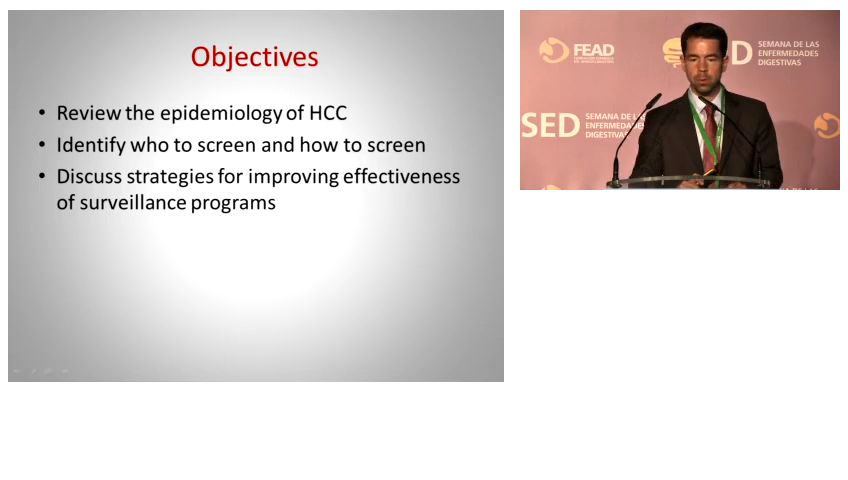 Objectives
• Review the epidemiology of HCC
• Identify who to screen and how to screen
• Discuss strategies for improving effectiveness
of surveillance programs
FEAD
D
SEMANA DE LAS
ENFERMEDADES
DIGESTIVAS
SED
SEMANA DE LAS
ENFERMEDADES
DIGESTIVAS